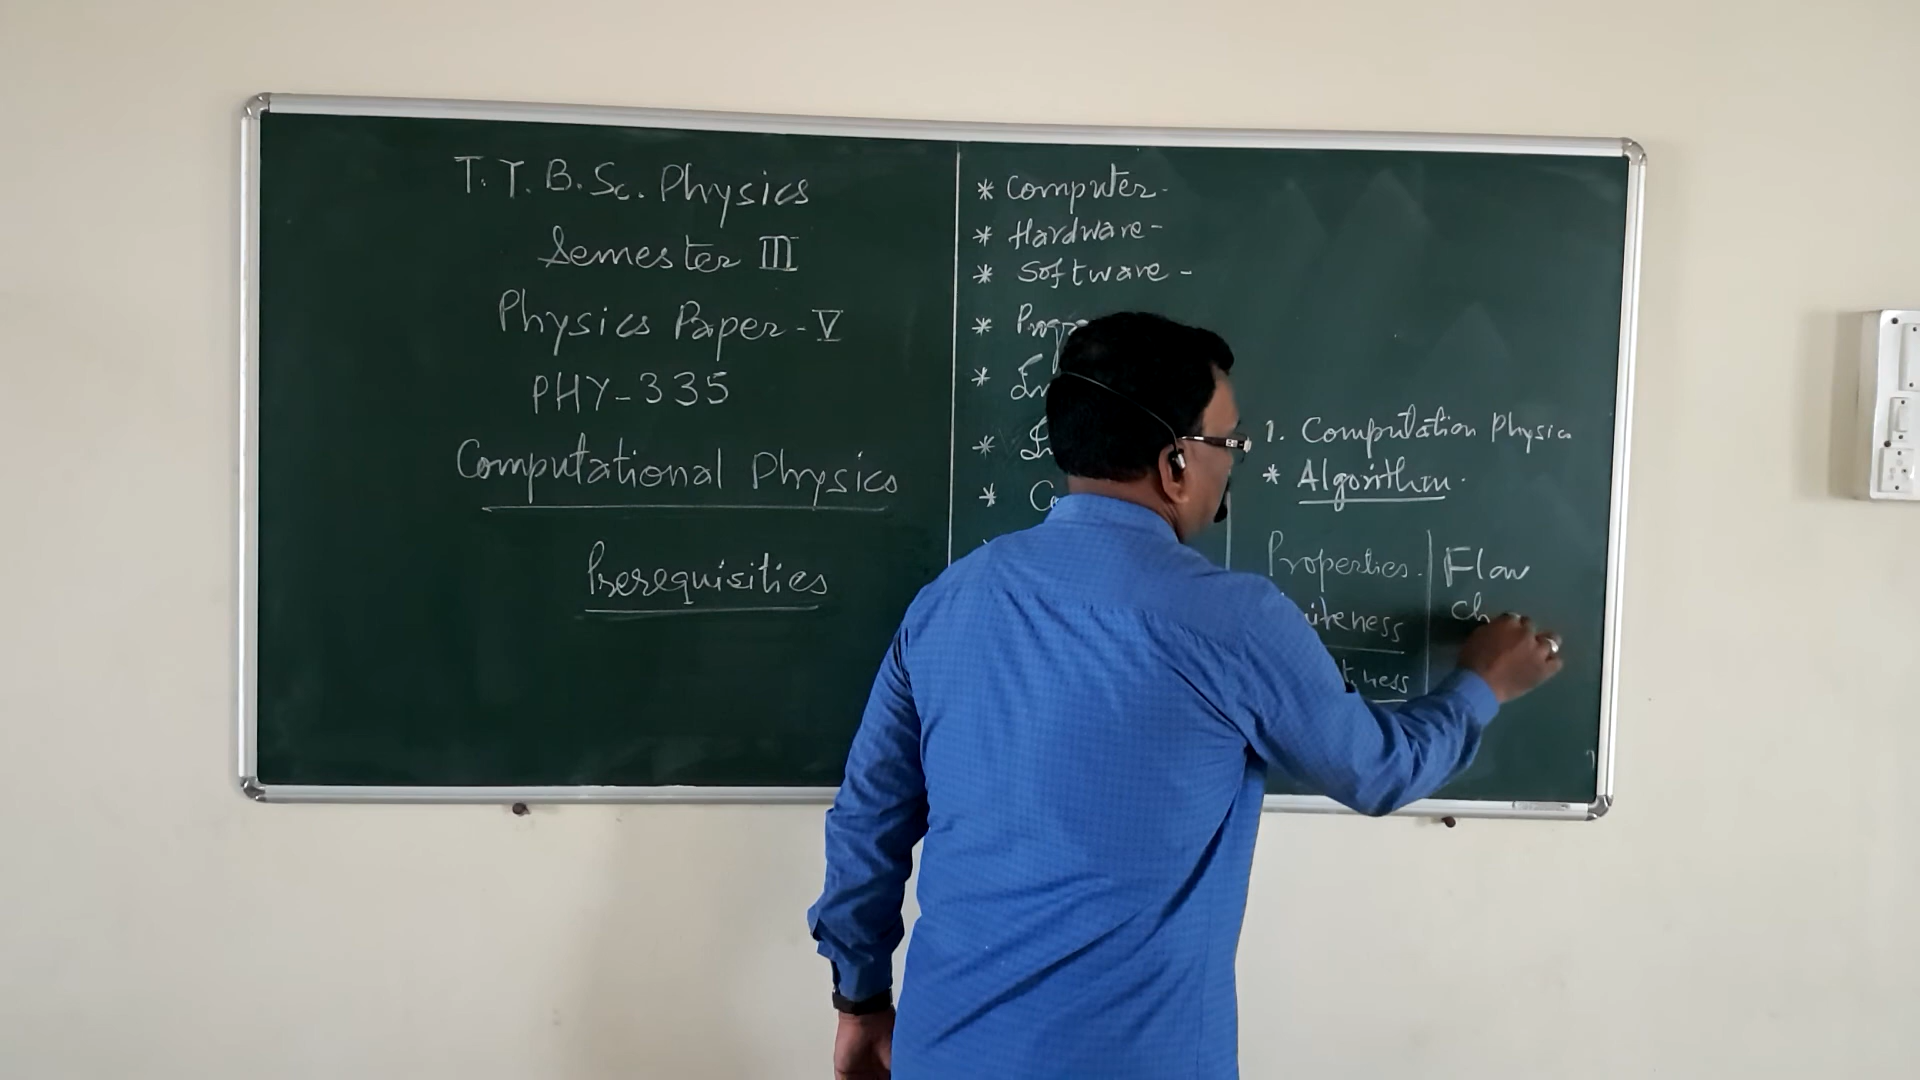 T. Y. B. Sc. Physics
Semester III
Physics Paper - V
PHY-335
Computational Physics
Prerequisities
* Computer -
* Hardware -
* Software -
*
*
*
*
1. Computation Physics
* Algorithm.
Properties.
Flow
Ch